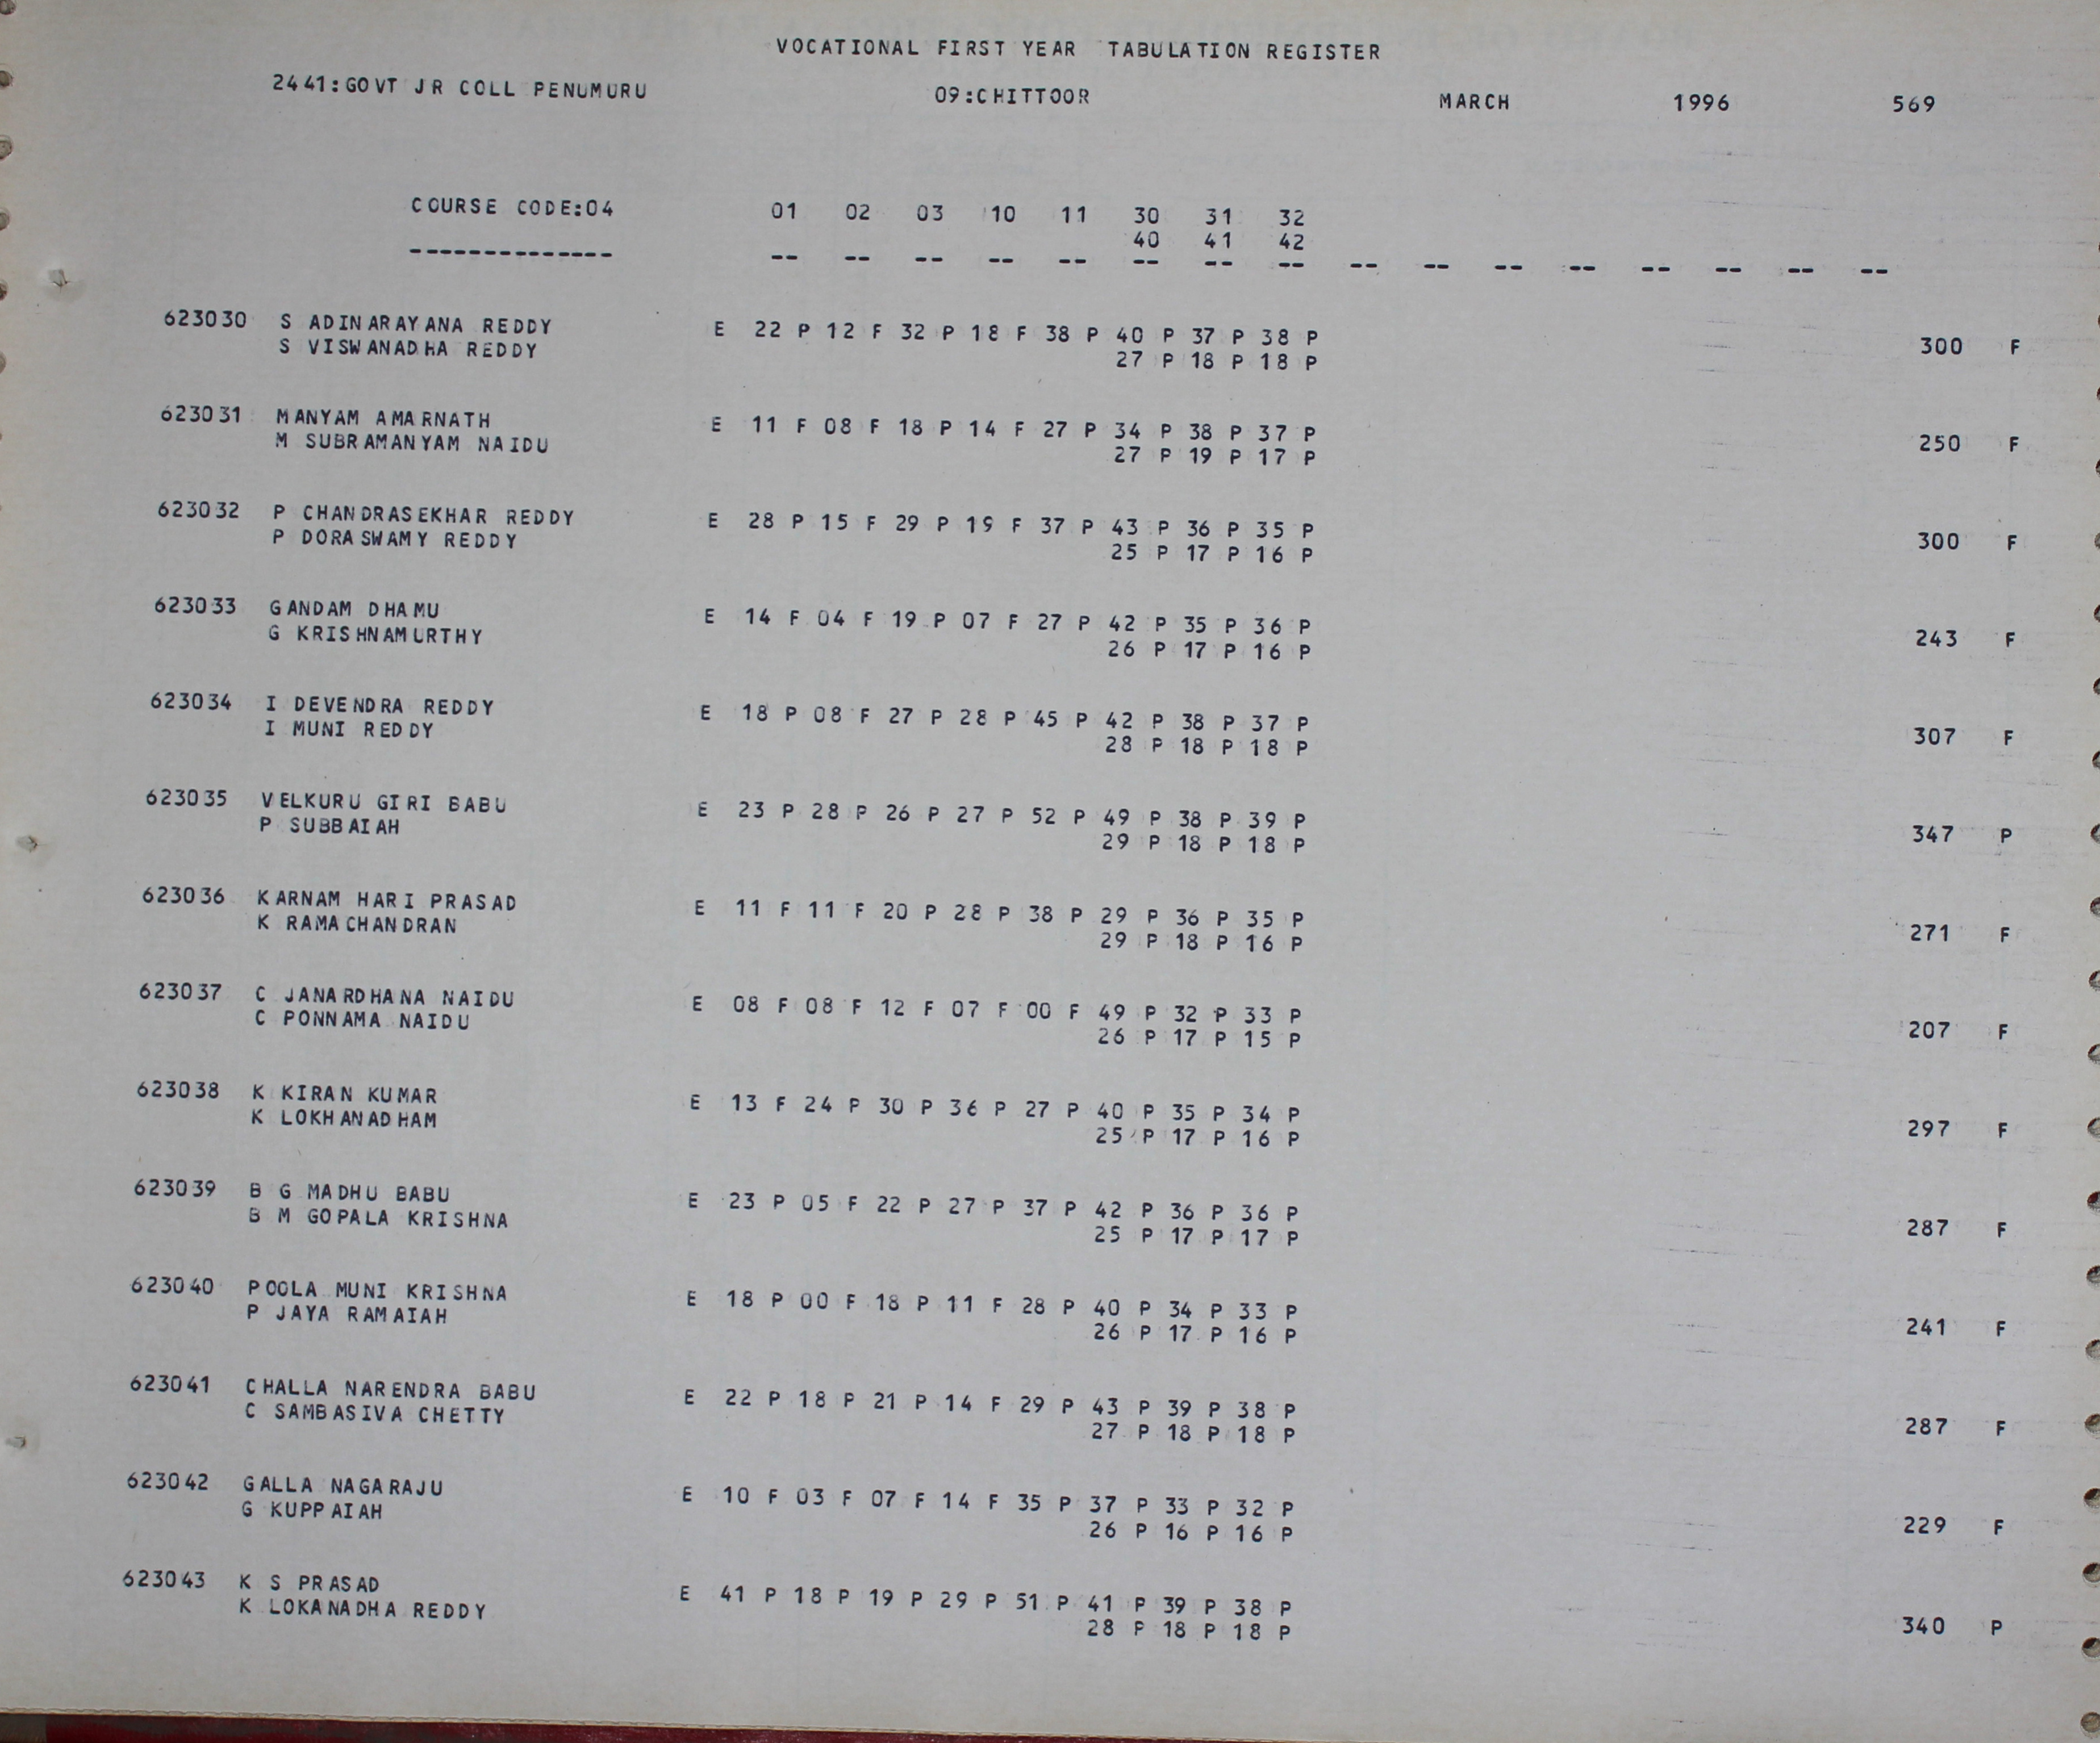 VOCATIONAL FIRST YEAR TABULATION REGISTER
2441:GOVT JR COLL PENUMURU 09:CHITTOOR MARCH 1996 569
COURSE CODE:04 01 02 03 10 11 30 31 32
40 41 42
-------------- -- -- -- -- -- -- -- -- -- -- -- -- -- -- -- --
623030 S ADINARAYANA REDDY E 22 P 12 F 32 P 18 F 38 P 40 P 37 P 38 P
S VISWANADHA REDDY 27 P 18 P 18 P 300 F
623031 MANYAM AMARNATH E 11 F 08 F 18 P 14 F 27 P 34 P 38 P 37 P
M SUBRAMANYAM NAIDU 27 P 19 P 17 P 250 F
623032 P CHANDRASEKHAR REDDY E 28 P 15 F 29 P 19 F 37 P 43 P 36 P 35 P
P DORASWAMY REDDY 25 P 17 P 16 P 300 F
623033 GANDAM DHAMU E 14 F 04 F 19 P 07 F 27 P 42 P 35 P 36 P
G KRISHNAMURTHY 26 P 17 P 16 P 243 F
623034 I DEVENDRA REDDY E 18 P 08 F 27 P 28 P 45 P 42 P 38 P 37 P
I MUNI REDDY 28 P 18 P 18 P 307 F
623035 VELKURU GIRI BABU E 23 P 28 P 26 P 27 P 52 P 49 P 38 P 39 P
P SUBBAIAH 29 P 18 P 18 P 347 P
623036 KARNAM HARI PRASAD E 11 F 11 F 20 P 28 P 38 P 29 P 36 P 35 P
K RAMACHANDRAN 29 P 18 P 16 P 271 F
623037 C JANARDHANA NAIDU E 08 F 08 F 12 F 07 F 00 F 49 P 32 P 33 P
C PONNAMA NAIDU 26 P 17 P 15 P 207 F
623038 K KIRAN KUMAR E 13 F 24 P 30 P 36 P 27 P 40 P 35 P 34 P
K LOKHANADHAM 25 P 17 P 16 P 297 F
623039 B G MADHU BABU E 23 P 05 F 22 P 27 P 37 P 42 P 36 P 36 P
B M GOPALA KRISHNA 25 P 17 P 17 P 287 F
623040 POOLA MUNI KRISHNA E 18 P 00 F 18 P 11 F 28 P 40 P 34 P 33 P
P JAYA RAMAIAH 26 P 17 P 16 P 241 F
623041 CHALLA NARENDRA BABU E 22 P 18 P 21 P 14 F 29 P 43 P 39 P 38 P
C SAMBASIVA CHETTY 27 P 18 P 18 P 287 F
623042 GALLA NAGARAJU E 10 F 03 F 07 F 14 F 35 P 37 P 33 P 32 P
G KUPPAIAH 26 P 16 P 16 P 229 F
623043 K S PRASAD E 41 P 18 P 19 P 29 P 51 P 41 P 39 P 38 P
K LOKANADHA REDDY 28 P 18 P 18 P 340 P